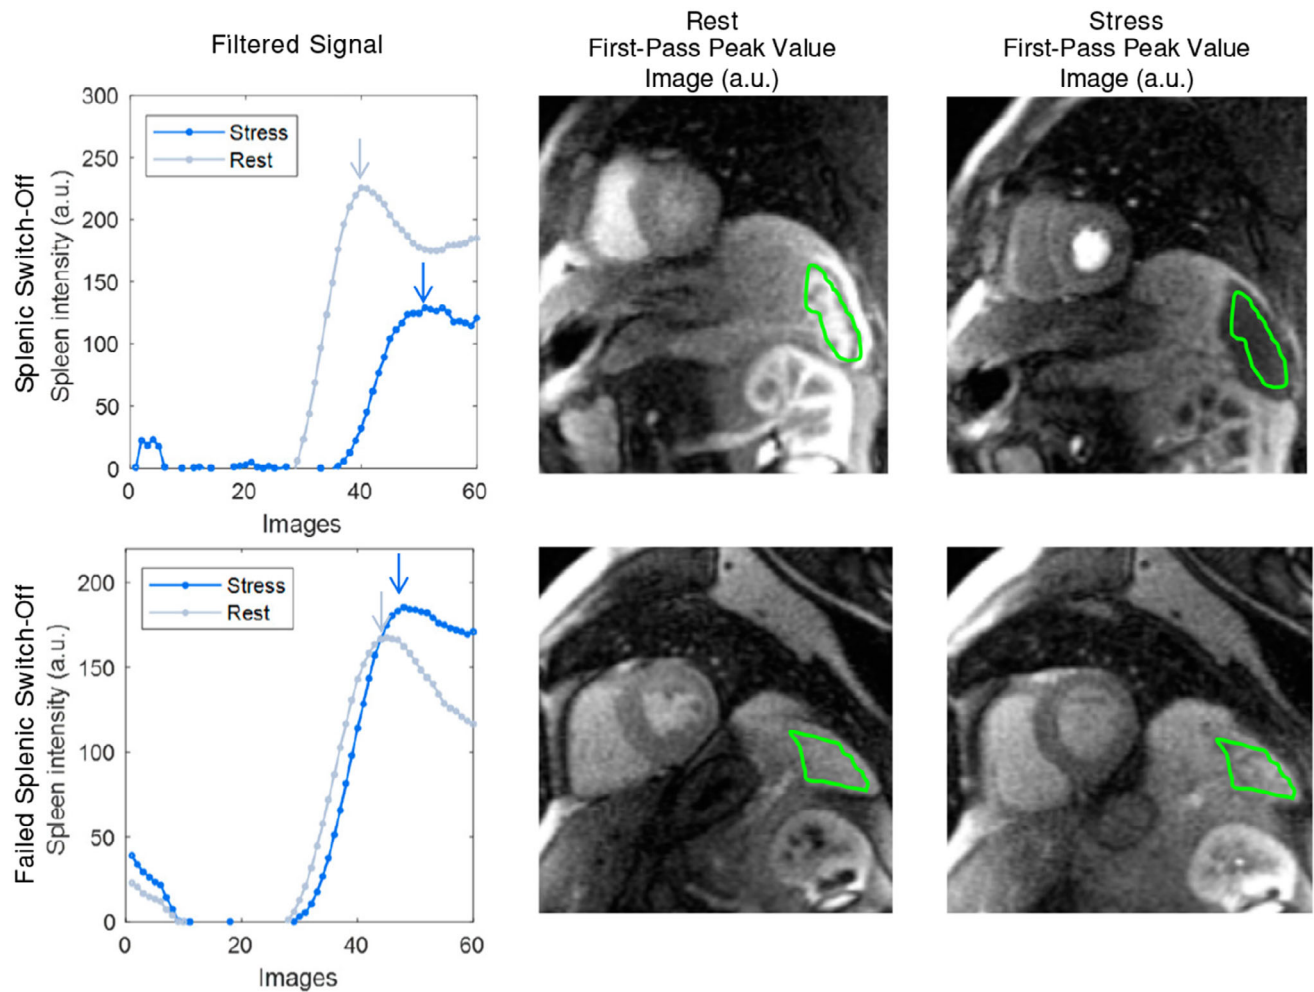 Filtered Signal
Rest
First-Pass Peak Value
Image (a.u.)
Stress
First-Pass Peak Value
Image (a.u.)
Splenic Switch-Off
Spleen intensity (a.u.)
300
250
200
150
100
50
0
Stress
Rest
0
20
40
60
Images
Failed Splenic Switch-Off
Spleen intensity (a.u.)
200
150
100
50
0
Stress
Rest
0
20
40
60
Images